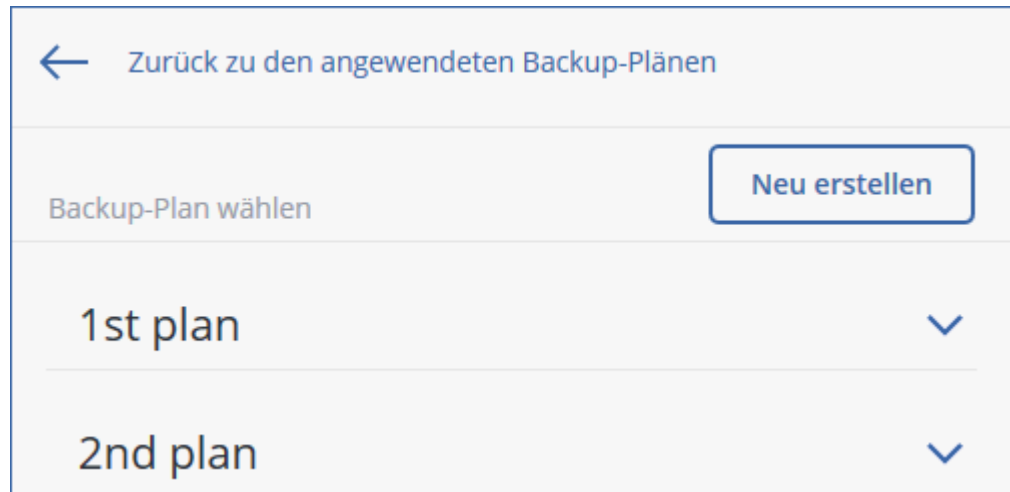 Zurück zu den angewendeten Backup-Plänen
Neu erstellen
Backup-Plan wählen
1st plan
2nd plan